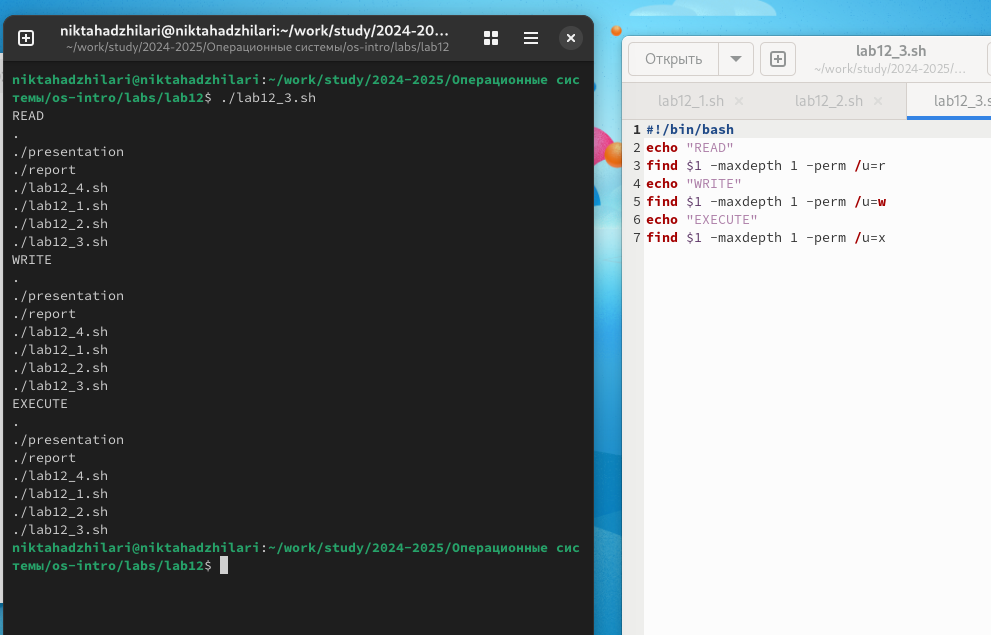 niktahadzhilari@niktahadzhilari:~/work/study/2024-20...
~/work/study/2024-2025/Операционные системы/os-intro/labs/lab12
niktahadzhilari@niktahadzhilari:~/work/study/2024-2025/Операционные сис
темы/os-intro/labs/lab12$ ./lab12_3.sh
READ
.
./presentation
./report
./lab12_4.sh
./lab12_1.sh
./lab12_2.sh
./lab12_3.sh
WRITE
.
./presentation
./report
./lab12_4.sh
./lab12_1.sh
./lab12_2.sh
./lab12_3.sh
EXECUTE
.
./presentation
./report
./lab12_4.sh
./lab12_1.sh
./lab12_2.sh
./lab12_3.sh
niktahadzhilari@niktahadzhilari:~/work/study/2024-2025/Операционные сис
темы/os-intro/labs/lab12$
Открыть
lab12_3.sh
~/work/study/2024-2025/...
lab12_1.sh
lab12_2.sh
lab12_3.s
1 #!/bin/bash
2 echo "READ"
3 find $1 -maxdepth 1 -perm /u=r
4 echo "WRITE"
5 find $1 -maxdepth 1 -perm /u=w
6 echo "EXECUTE"
7 find $1 -maxdepth 1 -perm /u=x